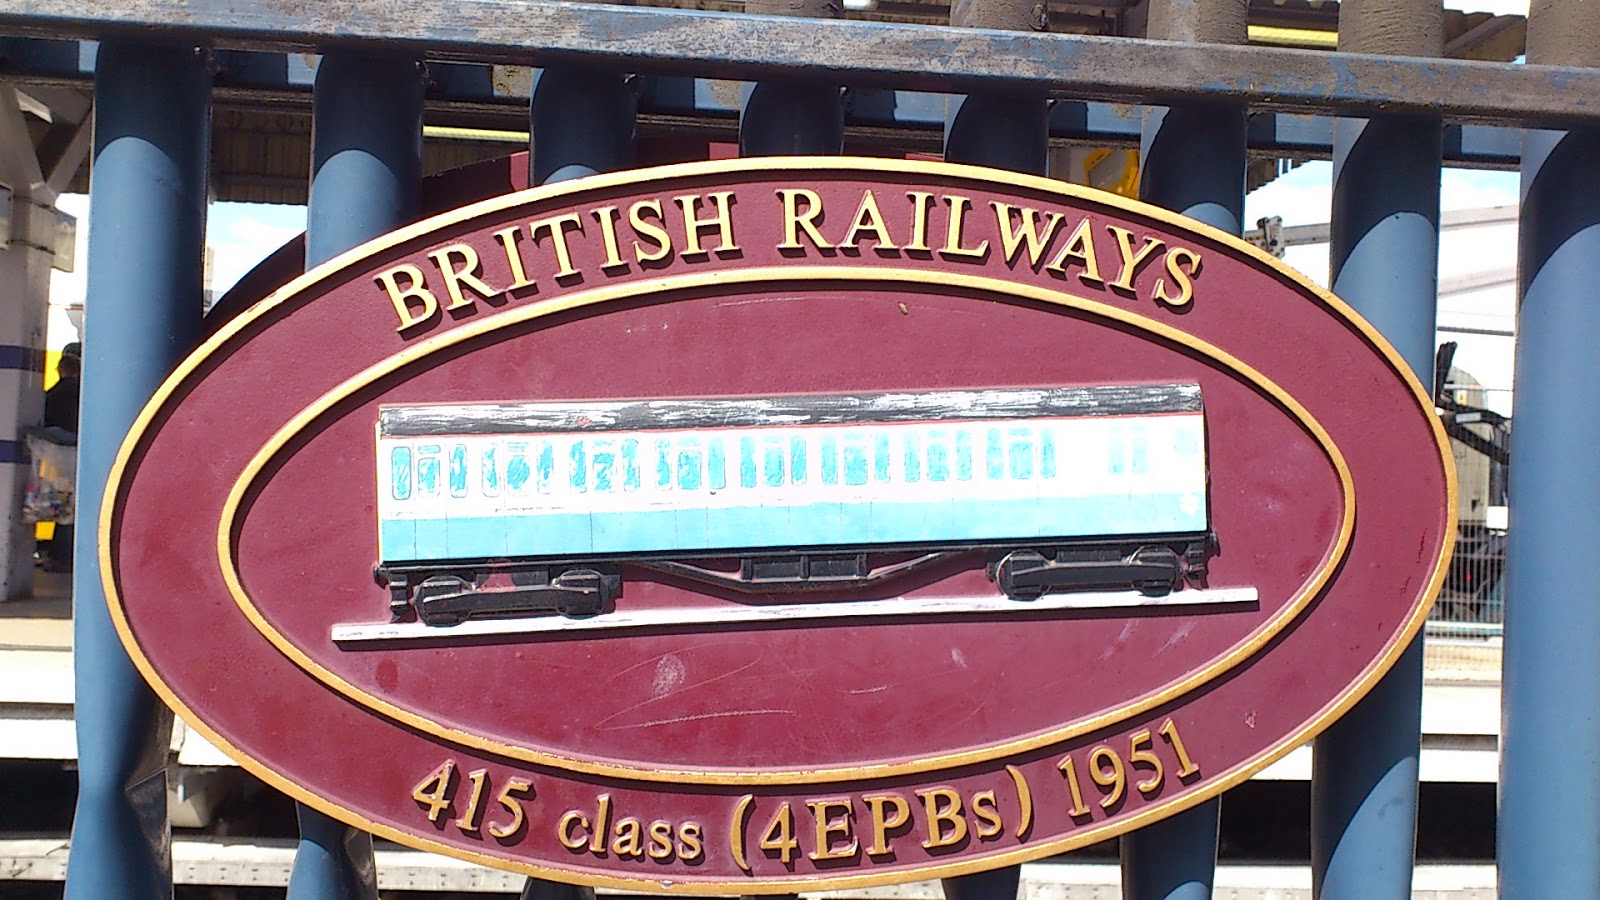 BRITISH RAILWAYS
415 class (4EPBs) 1951